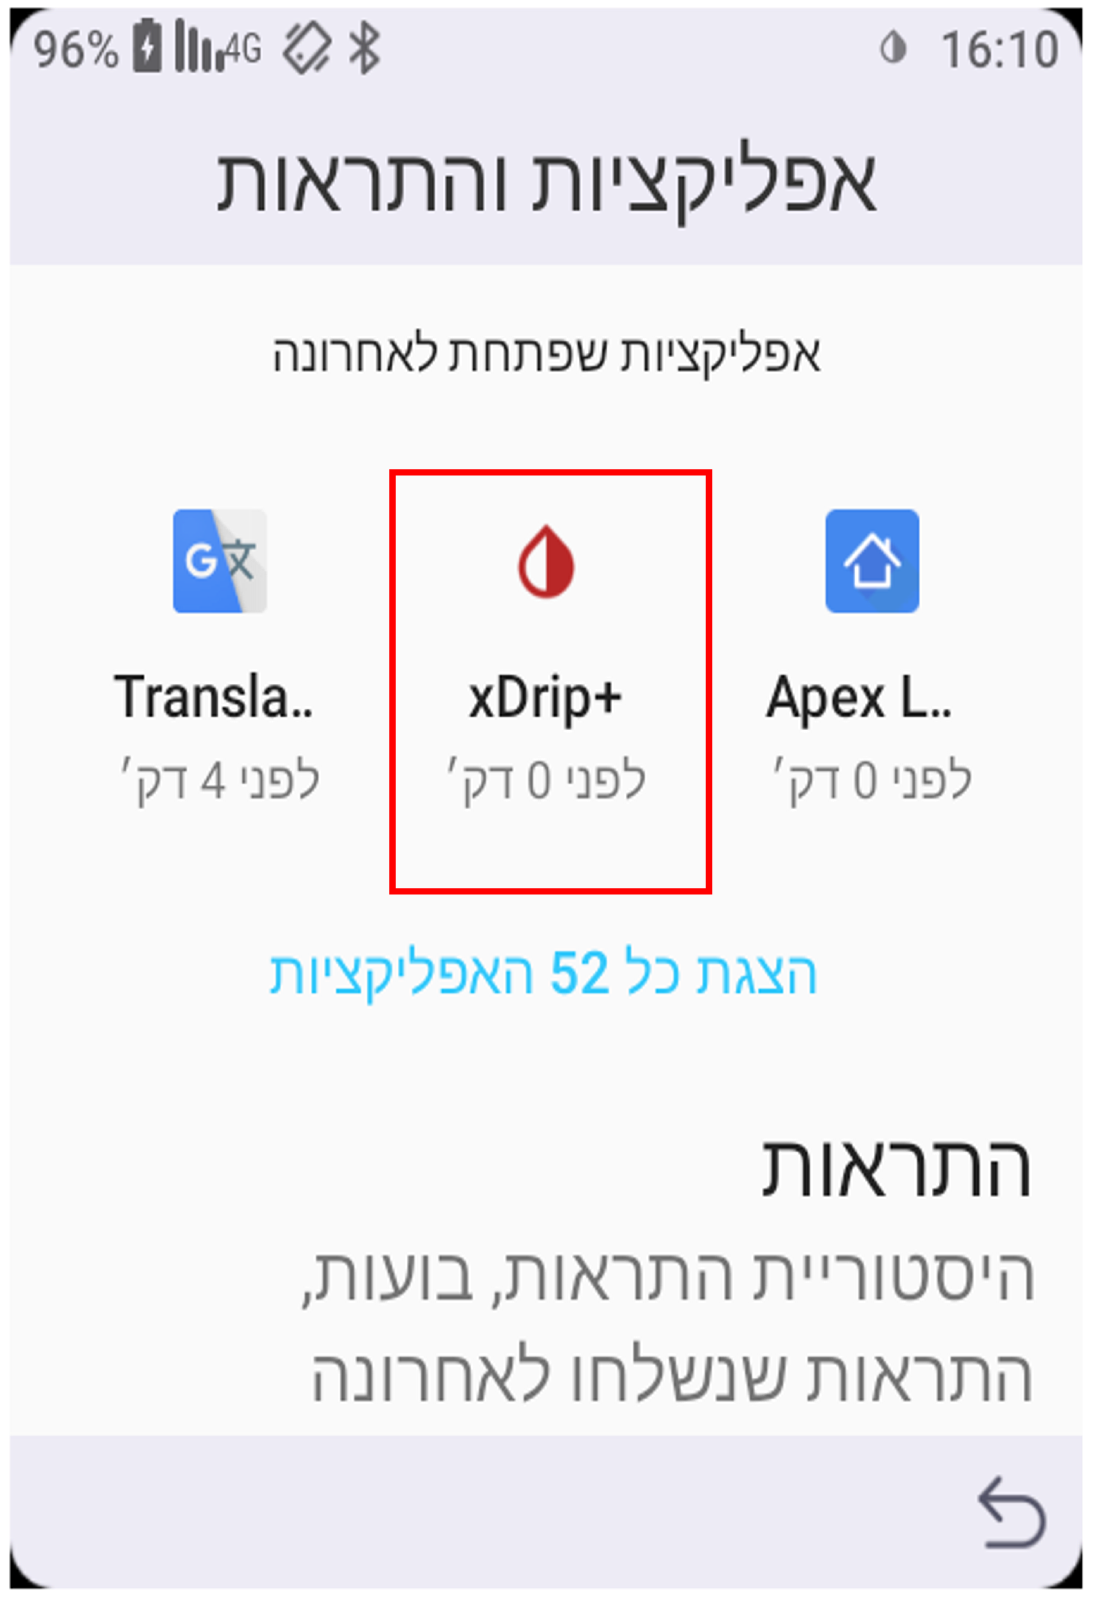 96% 4G 16:10
אפליקציות והתראות
אפליקציות שפתחת לאחרונה
Apex L..
לפני 0 דק׳
xDrip+
לפני 0 דק׳
Transla..
לפני 4 דק׳
הצגת כל 52 האפליקציות
התראות
היסטוריית התראות, בועות,
התראות שנשלחו לאחרונה